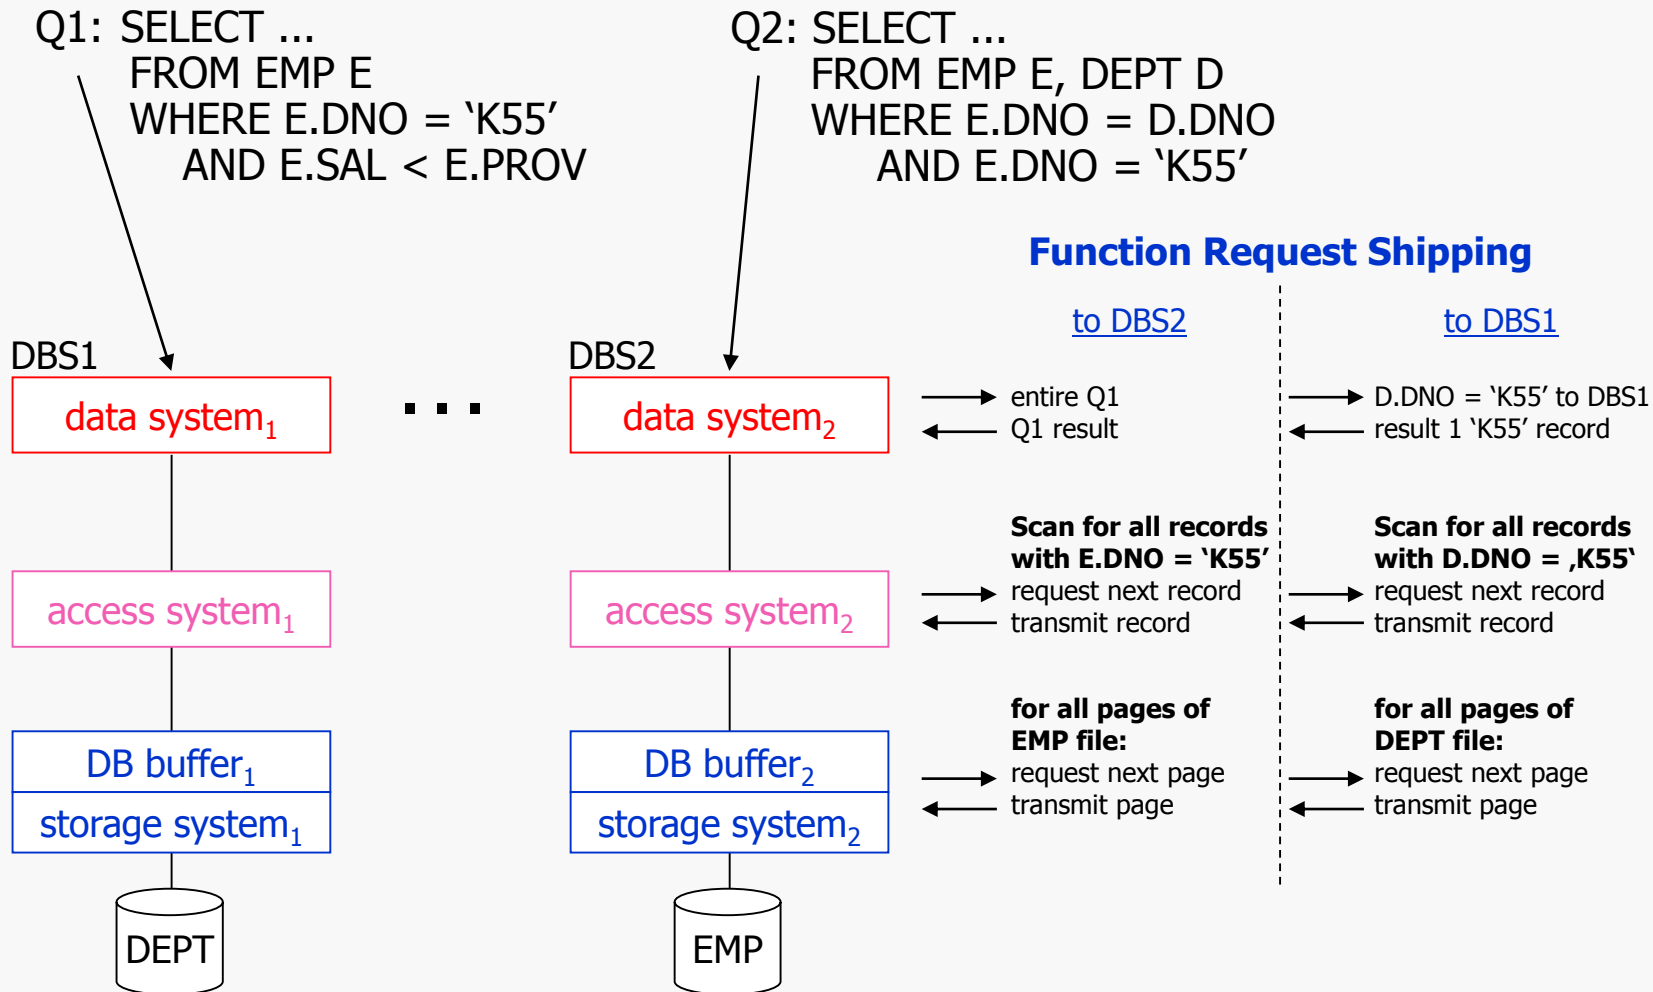 Q1: SELECT ...
FROM EMP E
WHERE E.DNO = ‘K55’
AND E.SAL < E.PROV
Q2: SELECT ...
FROM EMP E, DEPT D
WHERE E.DNO = D.DNO
AND E.DNO = ‘K55’
Function Request Shipping
to DBS2
to DBS1
DBS1
data system1
...
DBS2
data system2
entire Q1
Q1 result
D.DNO = ‘K55’ to DBS1
result 1 ‘K55’ record
access system1
access system2
Scan for all records
with E.DNO = ‘K55’
request next record
transmit record
Scan for all records
with D.DNO = ‚K55‘
request next record
transmit record
DB buffer1
storage system1
DB buffer2
storage system2
for all pages of
EMP file:
request next page
transmit page
for all pages of
DEPT file:
request next page
transmit page
DEPT
EMP